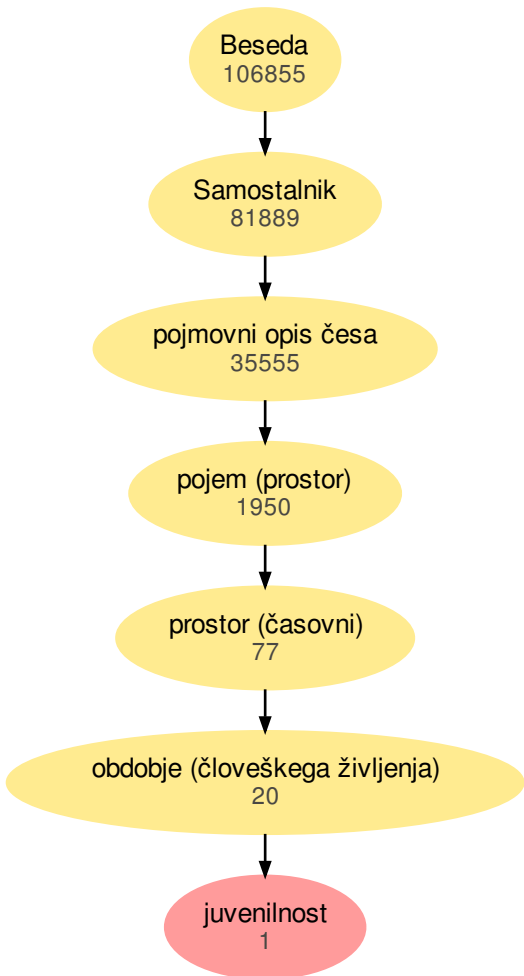 Beseda
106855
Samostalnik
81889
pojmovni opis česa
35555
pojem (prostor)
1950
prostor (časovni)
77
obdobje (človeškega življenja)
20
juvenilnost
1